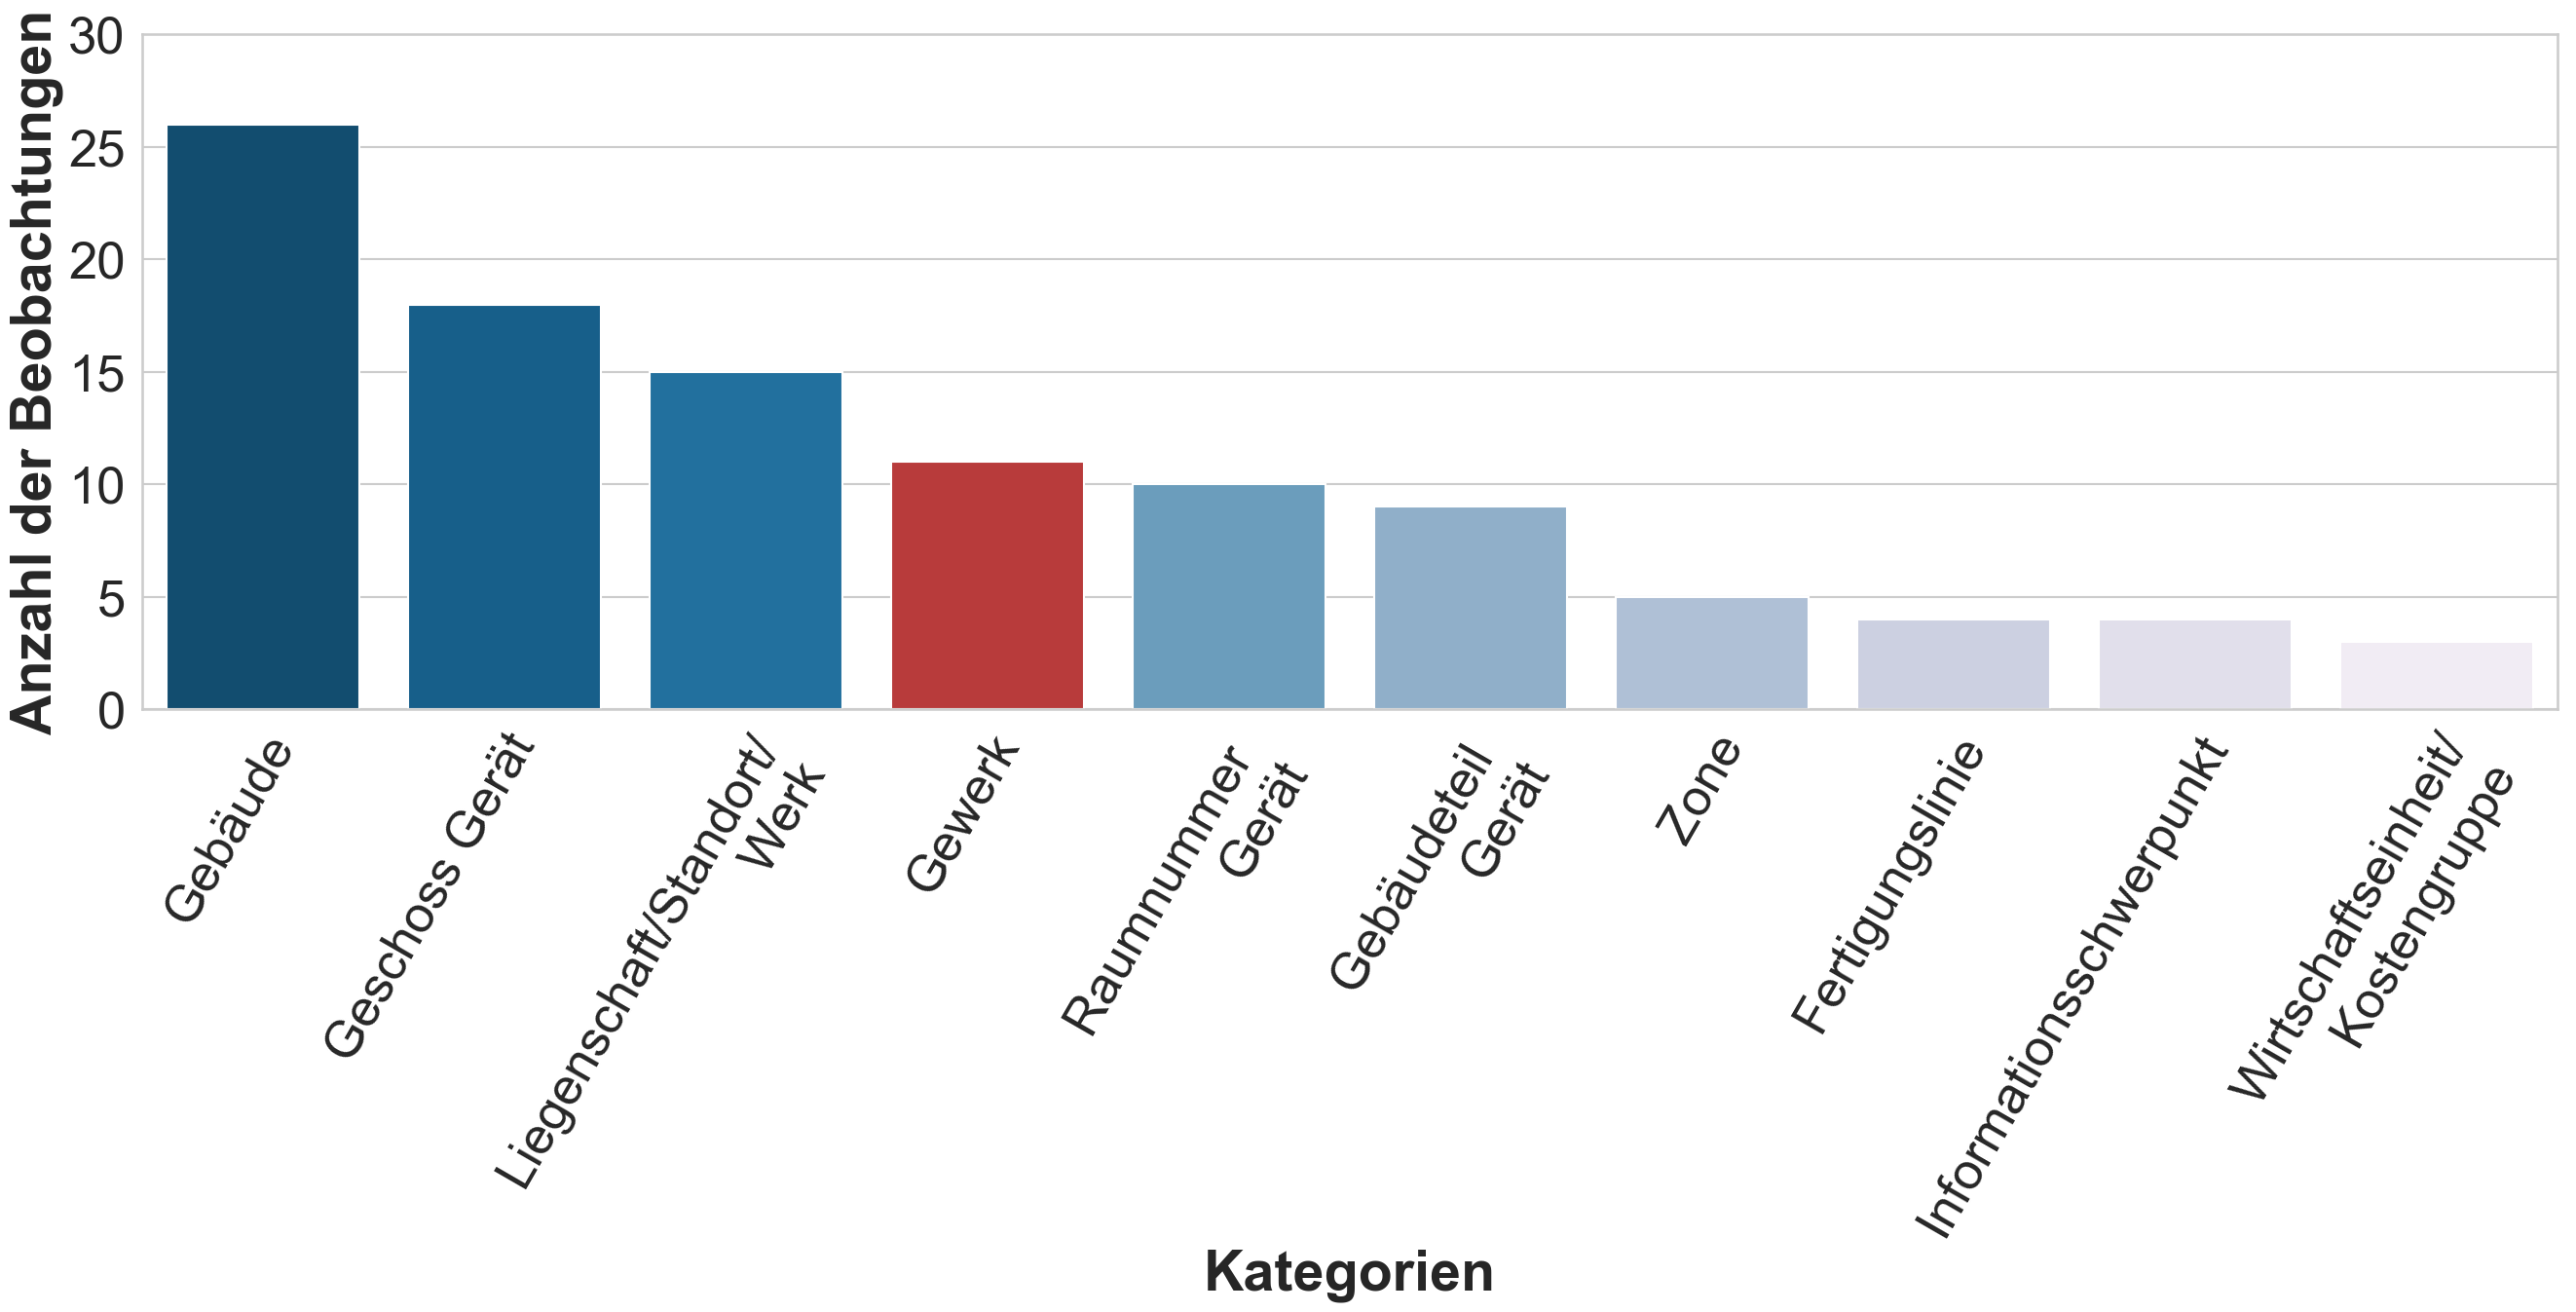 Anzahl der Beobachtungen
30
25
20
15
10
5
0
Gebäude
Geschoss Gerät
Liegenschaft/Standort/
Werk
Gewerk
Raumnummer
Gerät
Gebäudeteil
Gerät
Zone
Fertigungslinie
Informationsschwerpunkt
Wirtschaftseinheit/
Kostengruppe
Kategorien